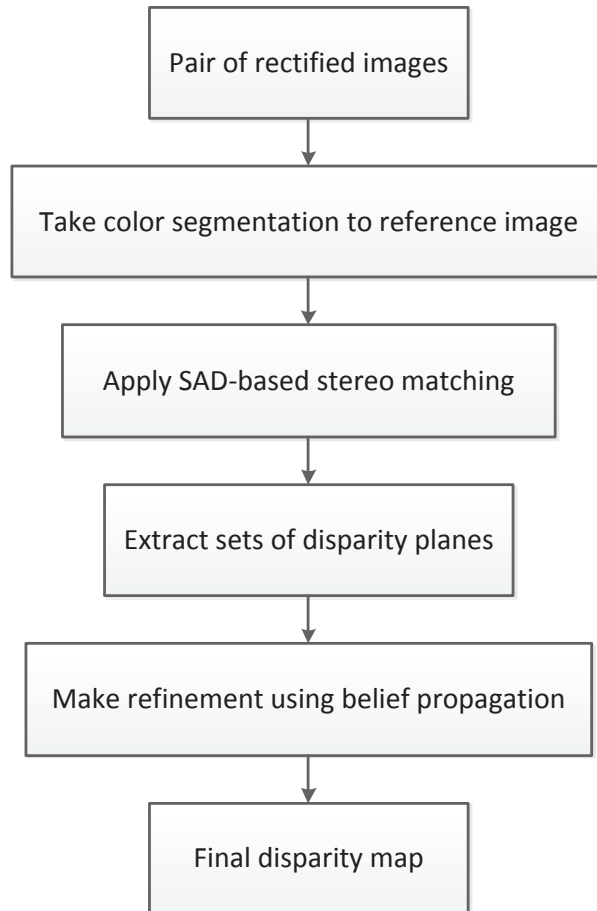 Pair of rectified images
Take color segmentation to reference image
Apply SAD-based stereo matching
Extract sets of disparity planes
Make refinement using belief propagation
Final disparity map